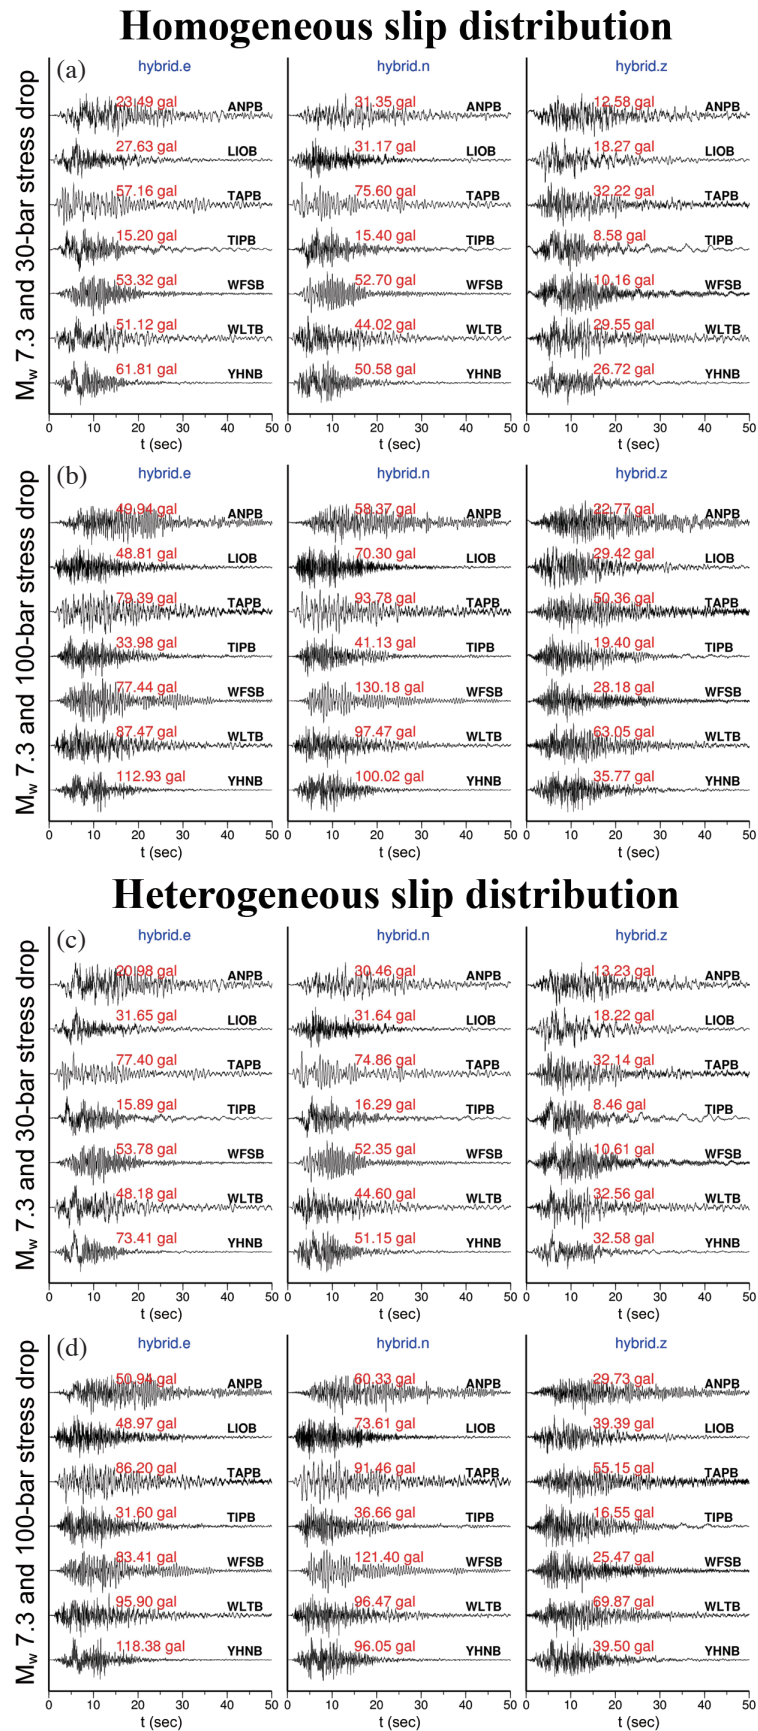 Homogeneous slip distribution
M_w 7.3 and 30-bar stress drop
(a)
hybrid.e hybrid.n hybrid.z
23.49 gal ANPB 31.35 gal ANPB 12.58 gal ANPB
27.63 gal LIOB 31.17 gal LIOB 18.27 gal LIOB
57.16 gal TAPB 75.60 gal TAPB 32.22 gal TAPB
15.20 gal TIPB 15.40 gal TIPB 8.58 gal TIPB
53.32 gal WFSB 52.70 gal WFSB 10.16 gal WFSB
51.12 gal WLTB 44.02 gal WLTB 29.55 gal WLTB
61.81 gal YHNB 50.58 gal YHNB 26.72 gal YHNB
0 10 20 30 40 50 0 10 20 30 40 50 0 10 20 30 40 50
t (sec) t (sec) t (sec)
M_w 7.3 and 100-bar stress drop
(b)
hybrid.e hybrid.n hybrid.z
49.94 gal ANPB 58.37 gal ANPB 22.77 gal ANPB
48.81 gal LIOB 70.30 gal LIOB 29.42 gal LIOB
79.39 gal TAPB 93.78 gal TAPB 50.36 gal TAPB
33.98 gal TIPB 41.13 gal TIPB 19.40 gal TIPB
77.44 gal WFSB 130.18 gal WFSB 28.18 gal WFSB
87.47 gal WLTB 97.47 gal WLTB 63.05 gal WLTB
112.93 gal YHNB 100.02 gal YHNB 35.77 gal YHNB
0 10 20 30 40 50 0 10 20 30 40 50 0 10 20 30 40 50
t (sec) t (sec) t (sec)
Heterogeneous slip distribution
M_w 7.3 and 30-bar stress drop
(c)
hybrid.e hybrid.n hybrid.z
20.98 gal ANPB 30.46 gal ANPB 13.23 gal ANPB
31.65 gal LIOB 31.64 gal LIOB 18.22 gal LIOB
77.40 gal TAPB 74.86 gal TAPB 32.14 gal TAPB
15.89 gal TIPB 16.29 gal TIPB 8.46 gal TIPB
53.78 gal WFSB 52.35 gal WFSB 10.61 gal WFSB
48.18 gal WLTB 44.60 gal WLTB 32.56 gal WLTB
73.41 gal YHNB 51.15 gal YHNB 32.58 gal YHNB
0 10 20 30 40 50 0 10 20 30 40 50 0 10 20 30 40 50
t (sec) t (sec) t (sec)
M_w 7.3 and 100-bar stress drop
(d)
hybrid.e hybrid.n hybrid.z
50.94 gal ANPB 60.33 gal ANPB 29.73 gal ANPB
48.97 gal LIOB 73.61 gal LIOB 39.39 gal LIOB
86.20 gal TAPB 91.46 gal TAPB 55.15 gal TAPB
31.60 gal TIPB 36.66 gal TIPB 16.55 gal TIPB
83.41 gal WFSB 121.40 gal WFSB 25.47 gal WFSB
95.90 gal WLTB 96.47 gal WLTB 69.87 gal WLTB
118.38 gal YHNB 96.05 gal YHNB 39.50 gal YHNB
0 10 20 30 40 50 0 10 20 30 40 50 0 10 20 30 40 50
t (sec) t (sec) t (sec)